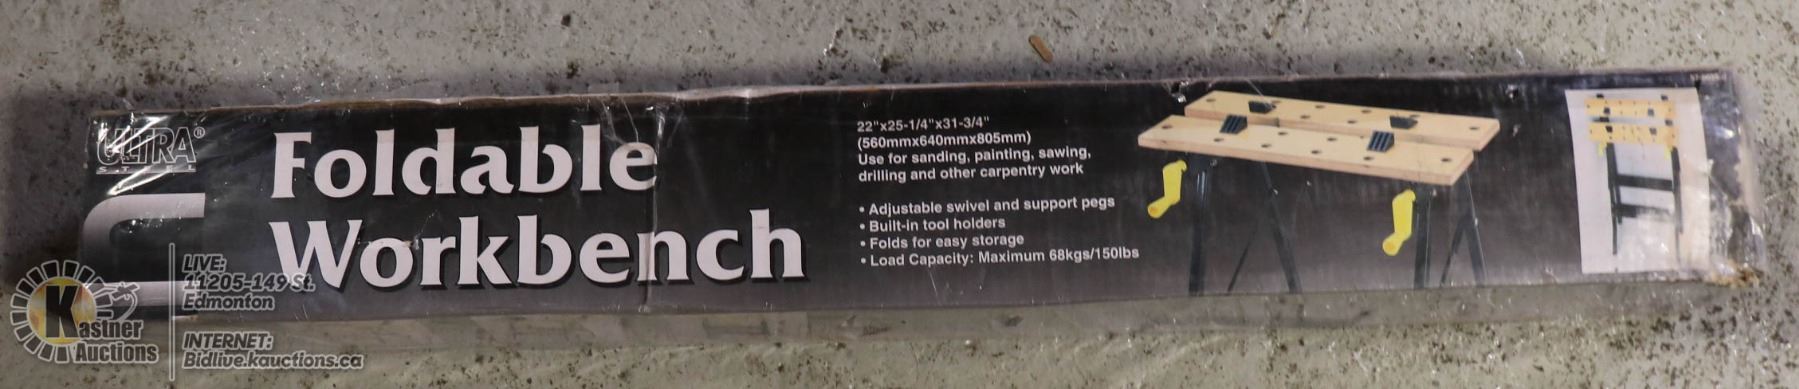 ULTRA®
STEEL
Foldable
Workbench
22"x25-1/4"x31-3/4"
(560mmx640mmx805mm)
Use for sanding, painting, sawing,
drilling and other carpentry work
• Adjustable swivel and support pegs
• Built-in tool holders
• Folds for easy storage
• Load Capacity: Maximum 68kgs/150lbs
Kastner
Auctions
LIVE:
11205-149 St.
Edmonton
INTERNET:
Bidlive.kauctions.ca